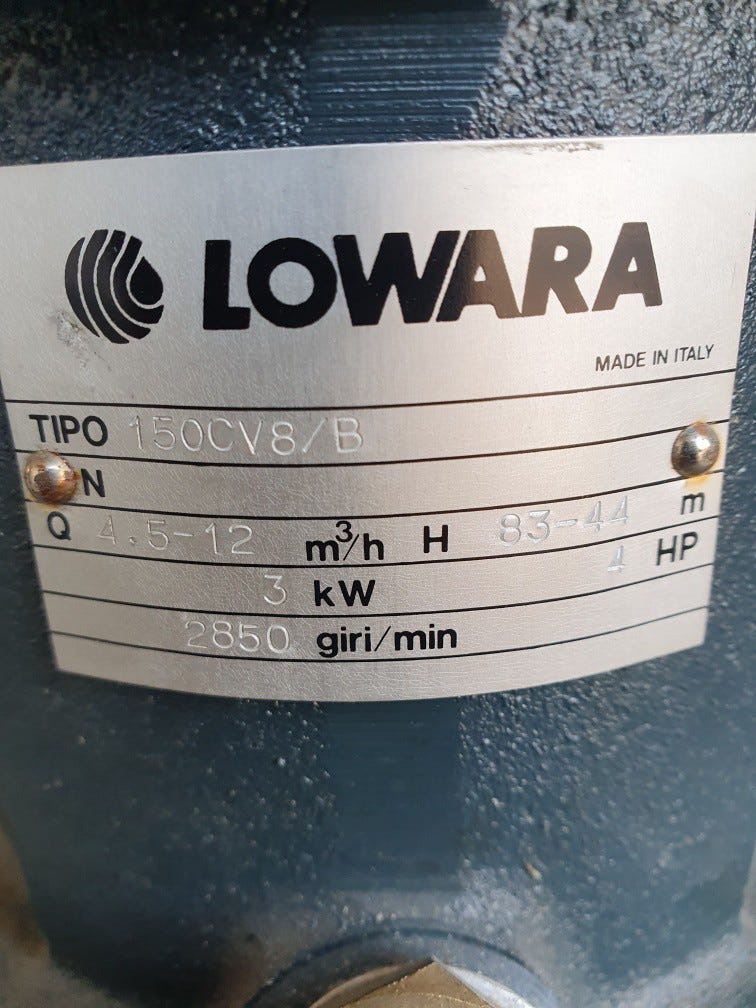 LOWARA
MADE IN ITALY
TIPO 150CV8/B
N
Q 4.5-12 m³/h H 83-44 m
3 kW 4 HP
2850 giri/min